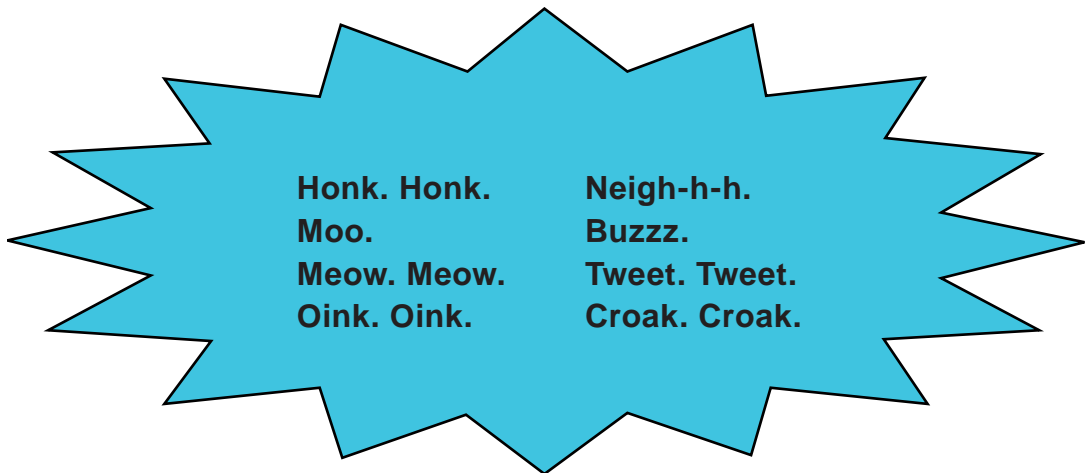 Honk. Honk.
Moo.
Meow. Meow.
Oink. Oink.
Neigh-h-h.
Buzzz.
Tweet. Tweet.
Croak. Croak.